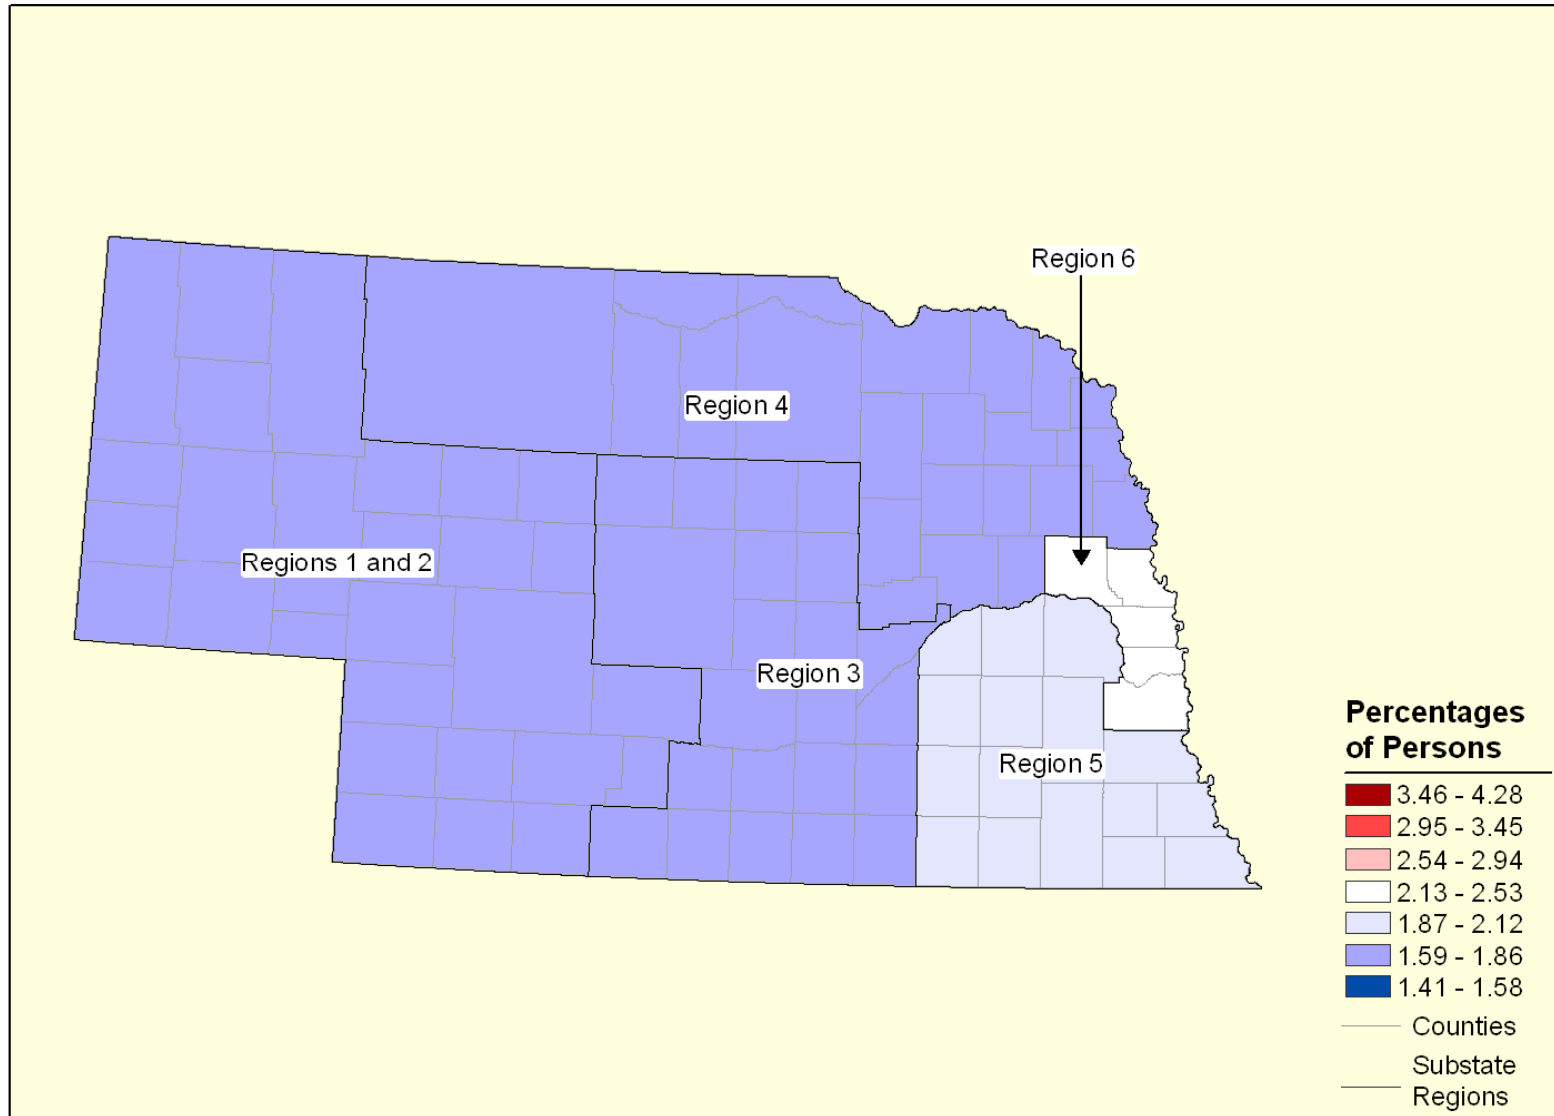 Region 6
Region 4
Regions 1 and 2
Region 3
Region 5
Percentages
of Persons
3.46 - 4.28
2.95 - 3.45
2.54 - 2.94
2.13 - 2.53
1.87 - 2.12
1.59 - 1.86
1.41 - 1.58
Counties
Substate
Regions